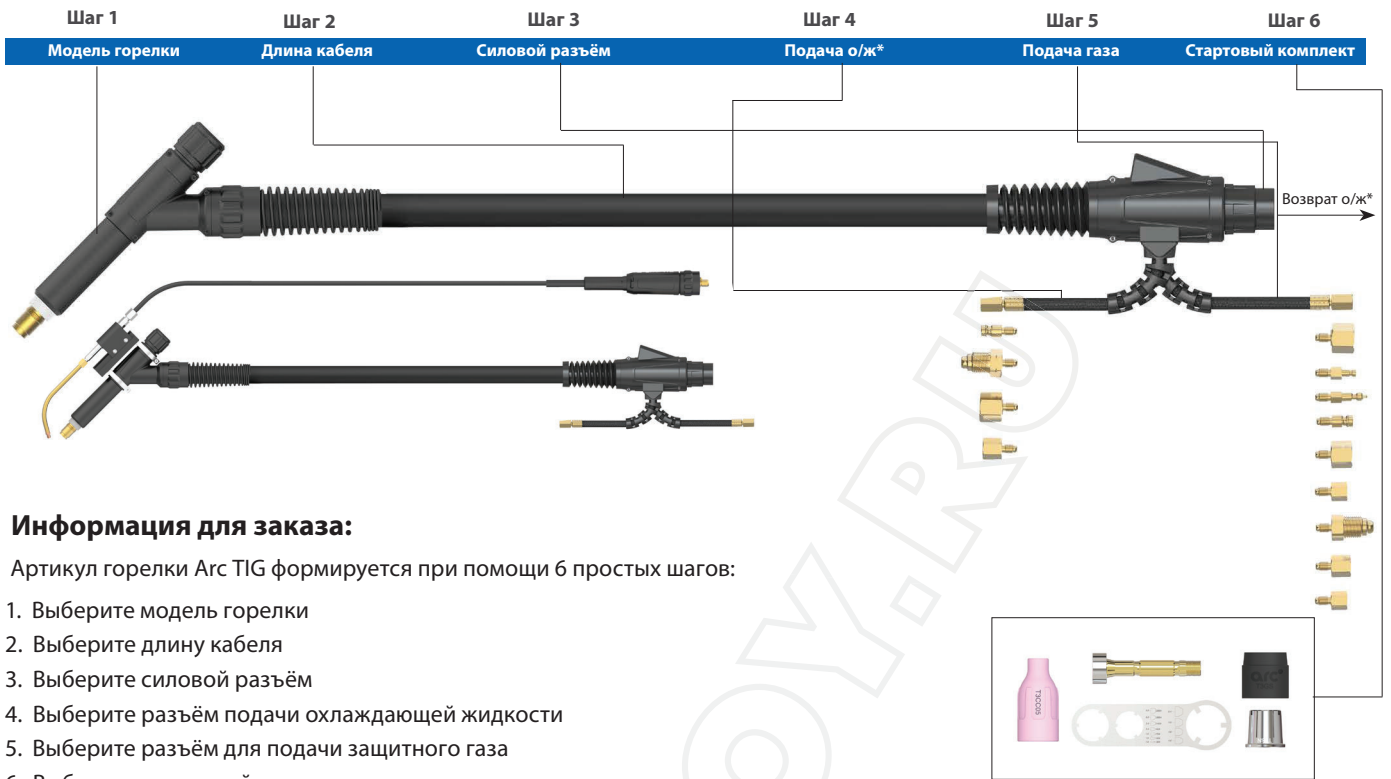 Шаг 1
Шаг 2
Шаг 3
Шаг 4
Шаг 5
Шаг 6
Модель горелки
Длина кабеля
Силовой разъём
Подача о/ж*
Подача газа
Стартовый комплект
Возврат о/ж*
Информация для заказа:
Артикул горелки Arc TIG формируется при помощи 6 простых шагов:
1. Выберите модель горелки
2. Выберите длину кабеля
3. Выберите силовой разъём
4. Выберите разъём подачи охлаждающей жидкости
5. Выберите разъём для подачи защитного газа
arc
OY.RU